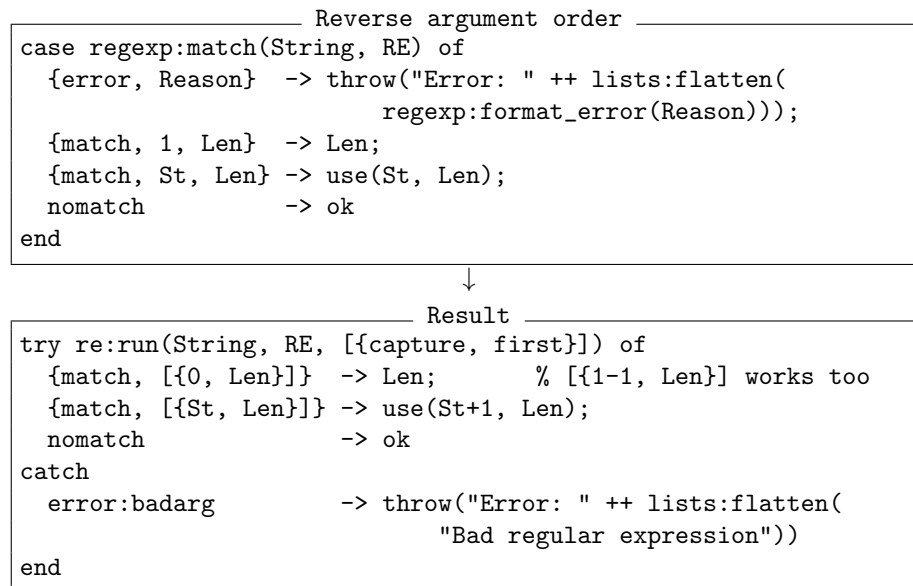 Reverse argument order
case regexp:match(String, RE) of
  {error, Reason}  -> throw("Error: " ++ lists:flatten(
                        regexp:format_error(Reason)));
  {match, 1, Len}  -> Len;
  {match, St, Len} -> use(St, Len);
  nomatch          -> ok
end
↓
Result
try re:run(String, RE, [{capture, first}]) of
  {match, [{0, Len}]}  -> Len;       % [{1-1, Len}] works too
  {match, [{St, Len}]} -> use(St+1, Len);
  nomatch              -> ok
catch
  error:badarg         -> throw("Error: " ++ lists:flatten(
                            "Bad regular expression"))
end